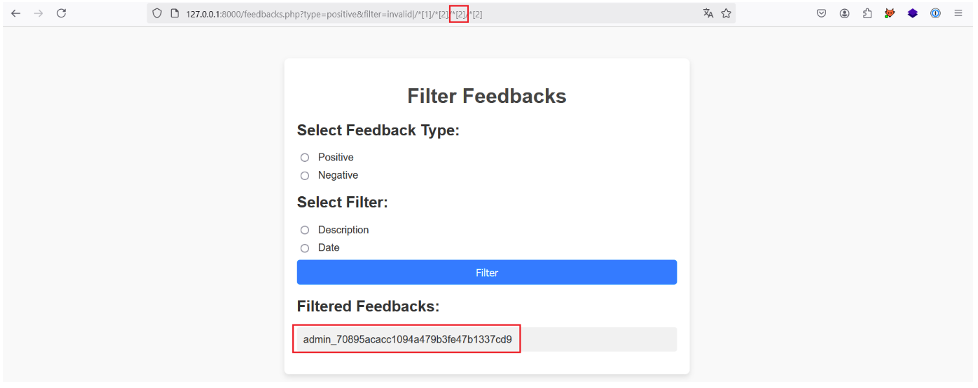 127.0.0.1:8000/feedbacks.php?type=positive&filter=invalid|/*[1]/*[2]/*[2]/*[2]
Filter Feedbacks
Select Feedback Type:
Positive
Negative
Select Filter:
Description
Date
Filter
Filtered Feedbacks:
admin_70895acacc1094a479b3fe47b1337cd9